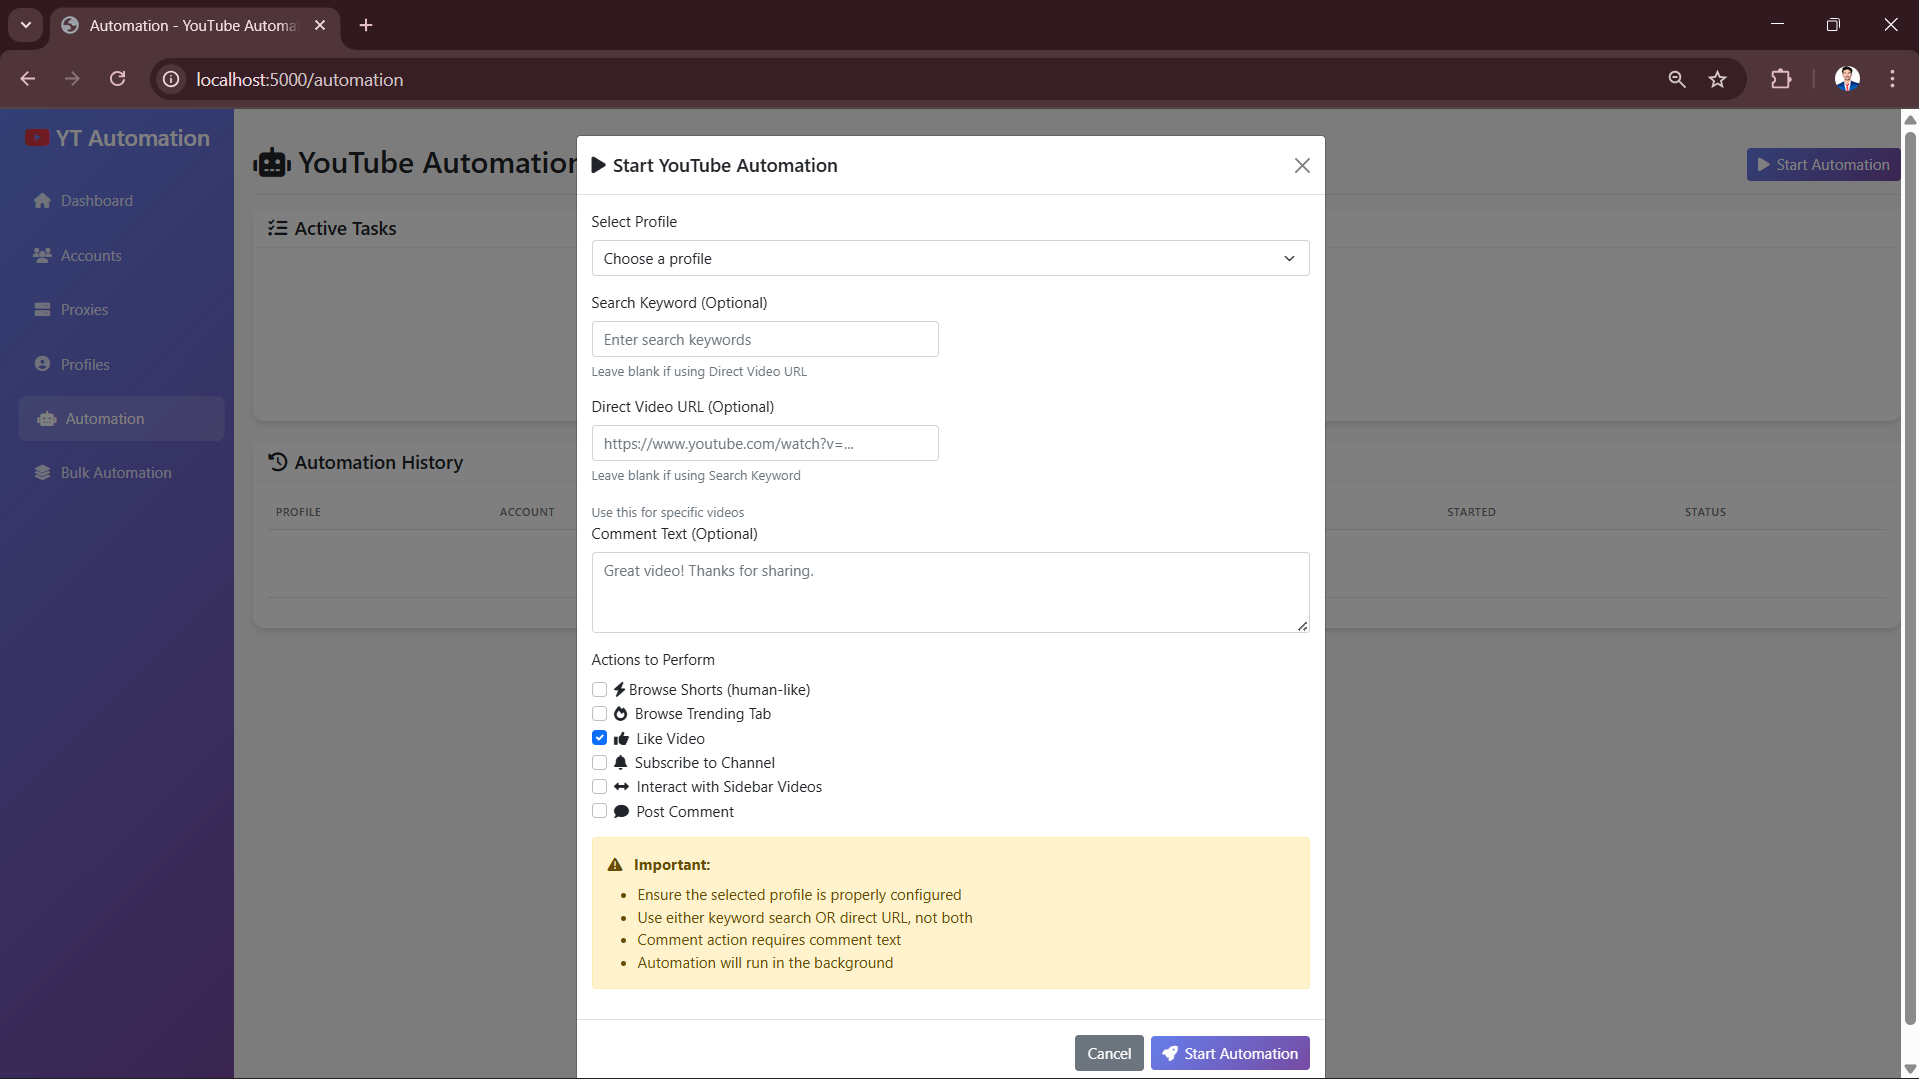 Automation - YouTube Automa
localhost:5000/automation
YT Automation
Dashboard
Accounts
Proxies
Profiles
Automation
Bulk Automation
YouTube Automation
Start Automation
Active Tasks
Automation History
PROFILE ACCOUNT STARTED STATUS
Start YouTube Automation
Select Profile
Choose a profile
Search Keyword (Optional)
Enter search keywords
Leave blank if using Direct Video URL
Direct Video URL (Optional)
https://www.youtube.com/watch?v=...
Leave blank if using Search Keyword
Use this for specific videos
Comment Text (Optional)
Great video! Thanks for sharing.
Actions to Perform
Browse Shorts (human-like)
Browse Trending Tab
Like Video
Subscribe to Channel
Interact with Sidebar Videos
Post Comment
Important:
Ensure the selected profile is properly configured
Use either keyword search OR direct URL, not both
Comment action requires comment text
Automation will run in the background
Cancel
Start Automation